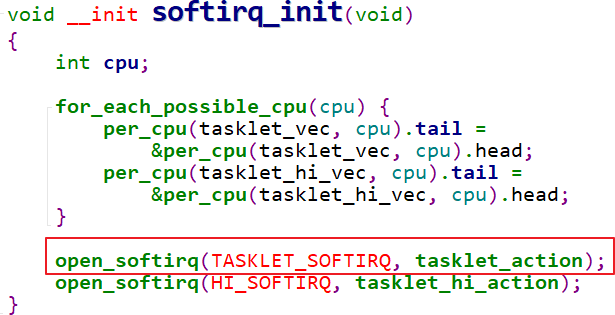 void __init softirq_init(void)
{
    int cpu;

    for_each_possible_cpu(cpu) {
        per_cpu(tasklet_vec, cpu).tail =
            &per_cpu(tasklet_vec, cpu).head;
        per_cpu(tasklet_hi_vec, cpu).tail =
            &per_cpu(tasklet_hi_vec, cpu).head;
    }

    open_softirq(TASKLET_SOFTIRQ, tasklet_action);
    open_softirq(HI_SOFTIRQ, tasklet_hi_action);
}